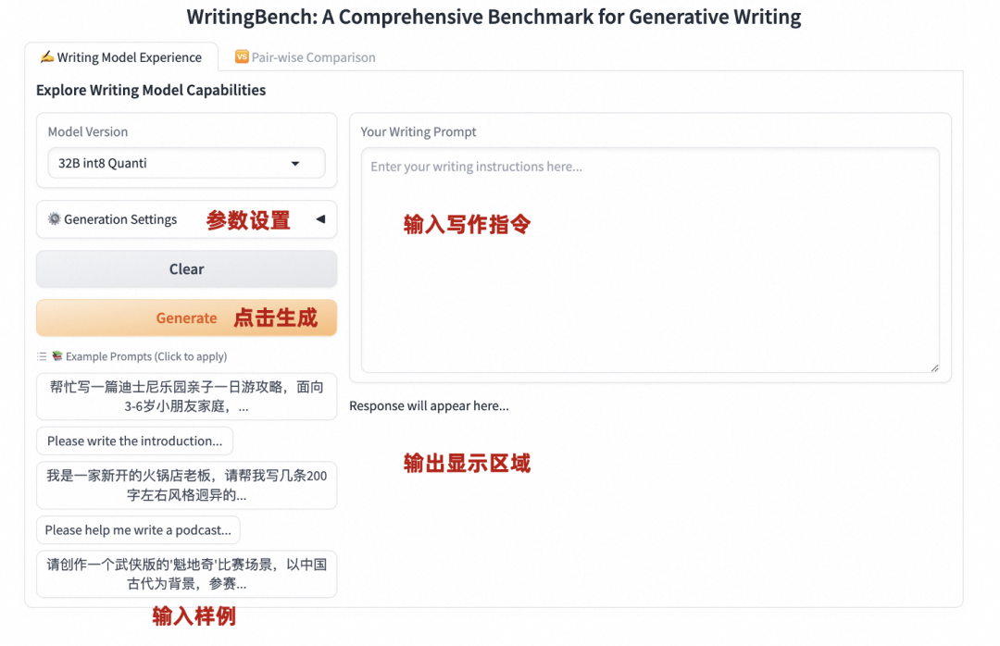 WritingBench: A Comprehensive Benchmark for Generative Writing
✍️ Writing Model Experience
🆚 Pair-wise Comparison
Explore Writing Model Capabilities
Model Version
32B int8 Quanti
⚙️ Generation Settings
参数设置
Clear
Generate
点击生成
📚 Example Prompts (Click to apply)
帮忙写一篇迪士尼乐园亲子一日游攻略，面向
3-6岁小朋友家庭，...
Please write the introduction...
我是一家新开的火锅店老板，请帮我写几条200
字左右风格迥异的...
Please help me write a podcast...
请创作一个武侠版的'魁地奇'比赛场景，以中国
古代为背景，参赛...
输入样例
Your Writing Prompt
Enter your writing instructions here...
输入写作指令
Response will appear here...
输出显示区域